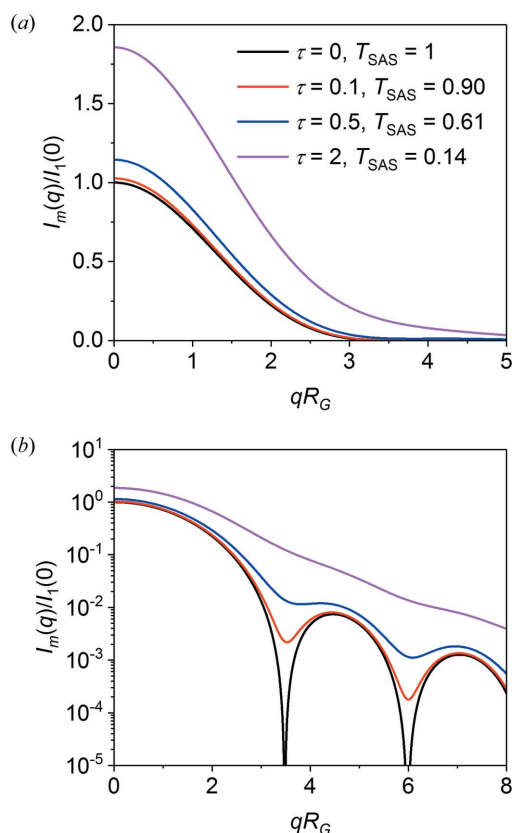 (a)
2.0
1.5
1.0
0.5
0.0
I_m(q)/I_1(0)
τ = 0, T_SAS = 1
τ = 0.1, T_SAS = 0.90
τ = 0.5, T_SAS = 0.61
τ = 2, T_SAS = 0.14
0 1 2 3 4 5
qR_G
(b)
10^1
10^0
10^-1
10^-2
10^-3
10^-4
10^-5
I_m(q)/I_1(0)
0 2 4 6 8
qR_G